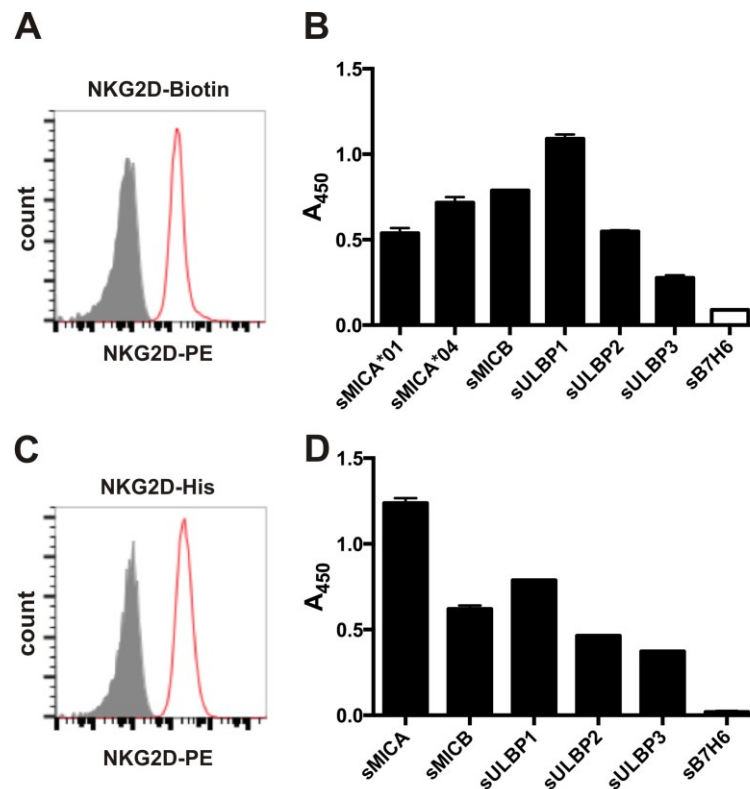 A
NKG2D-Biotin
count
NKG2D-PE
B
A450
1.5
1.0
0.5
0.0
sMICA*01
sMICA*04
sMICB
sULBP1
sULBP2
sULBP3
sB7H6
C
NKG2D-His
count
NKG2D-PE
D
A450
1.5
1.0
0.5
0.0
sMICA
sMICB
sULBP1
sULBP2
sULBP3
sB7H6